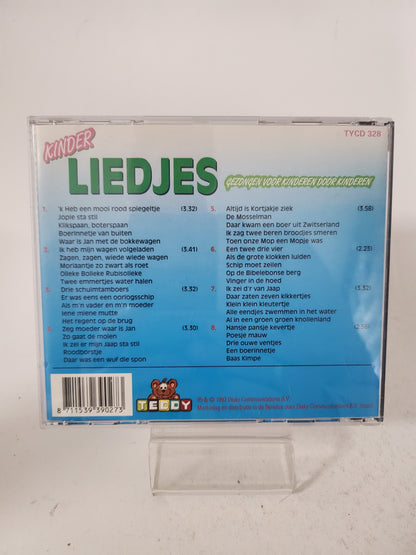 TYCD 328
KINDER
LIEDJES
GEZONGEN VOOR KINDEREN DOOR KINDEREN
1. 'k Heb een mooi rood spiegeltje (3.32)
Jopie sta stil
Klikspaan, boterspaan
Boerinnetje van buiten
Waar is Jan met de bokkewagen
Ik heb mijn wagen volgeladen (3.41)
Zagen, zagen, wiede wiede wagen
Moriaantje zo zwart als roet
Olleke Bolleke Rubisolleke
Twee emmertjes water halen
Drie schuimtamboers (3.32)
Er was eens een oorlogsschip
Als m'n vader en m'n moeder
Iene miene mutte
Het regent op de brug
Zeg moeder waar is Jan (3.30)
Zo gaat de molen
Ik zei er mijn Jaap sta stil
Roodborstje
Daar was een wuf die spon
5. Altijd is Kortjakje ziek (3.58)
De Mosselman
Daar kwam een boer uit Zwitserland
Ik zag twee beren broodjes smeren
Toen onze Mop een Mopje was
6. Een twee drie vier (2.23)
Als de grote klokken luiden
Schip moet zeilen
Op de Bibelebonse berg
Vinger in de hoed
7. Ik zei d'r van Jaap (3.32)
Daar zaten zeven kikkertjes
Klein klein kleutertje
Alle eendjes zwemmen in het water
Al in een groen groen knollenland
8. Hansje pansje kevertje
Poesje mauw
Drie ouwe ventjes
Een boerinnetje
Baas Kimpe
8 711539 390273
TEDDY